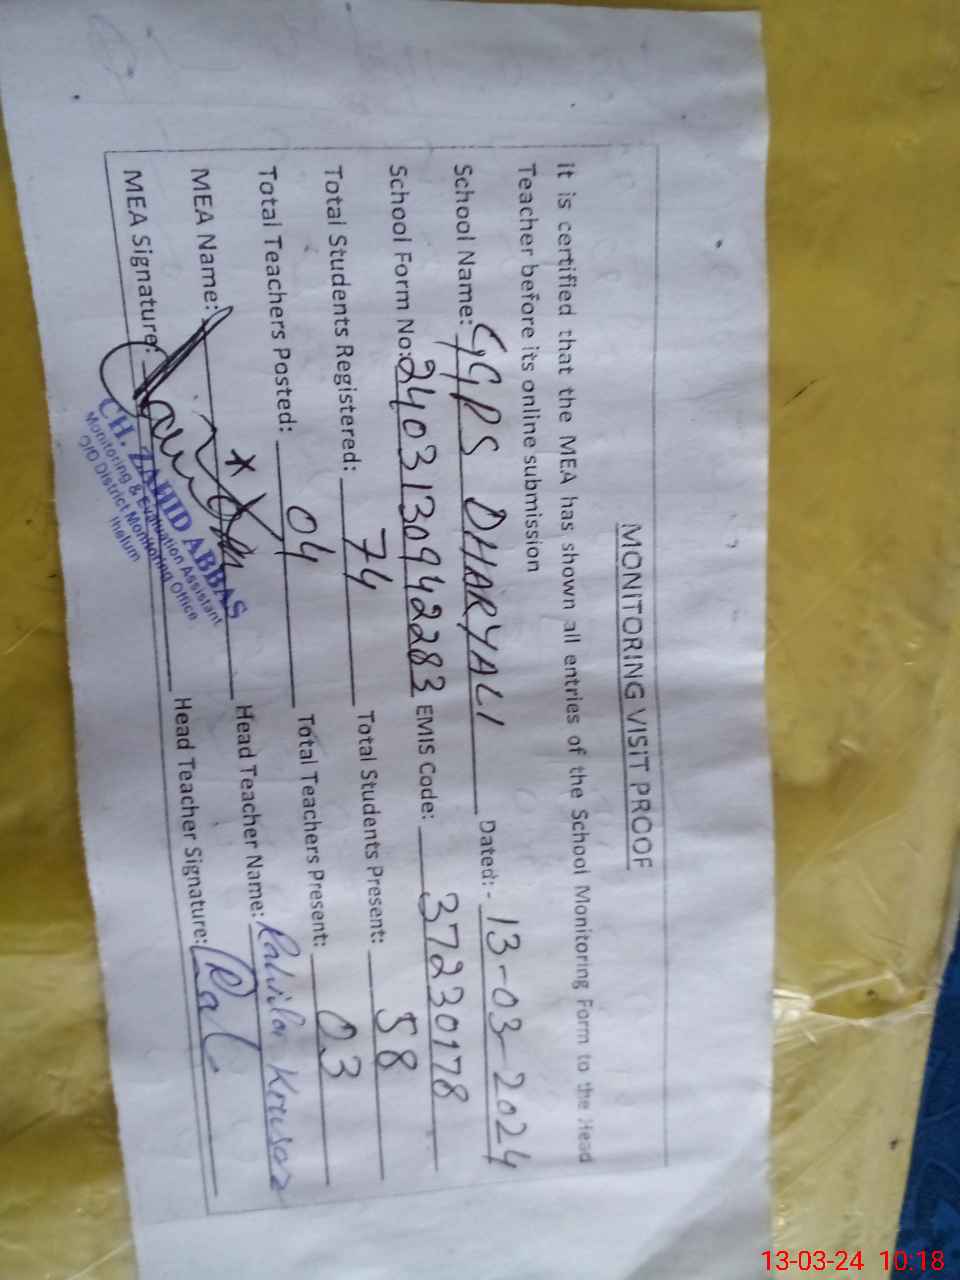 MONITORING VISIT PROOF
it is certified that the MEA has shown all entries of the School Monitoring Form to the Head
Teacher before its online submission
School Name: GGPS DHARYALI Dated:- 13-03-2024
School Form No: 2403130942283 EMIS Code: 37230178
Total Students Registered: 74 Total Students Present: 58
Total Teachers Posted: 04 Total Teachers Present: 03
MEA Name: Head Teacher Name:
MEA Signature: Head Teacher Signature:
CH. ZAHID ABBAS
Monitoring & Evaluation Assistant
O/O District Monitoring Office
Jhelum
13-03-24 10:18